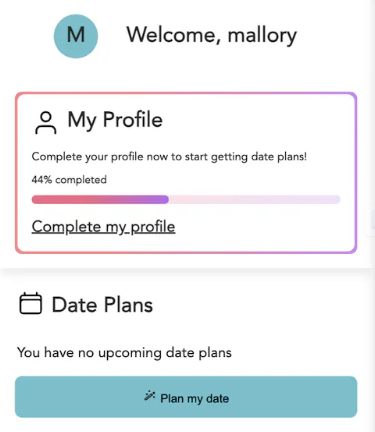 M
Welcome, mallory
My Profile
Complete your profile now to start getting date plans!
44% completed
Complete my profile
Date Plans
You have no upcoming date plans
Plan my date